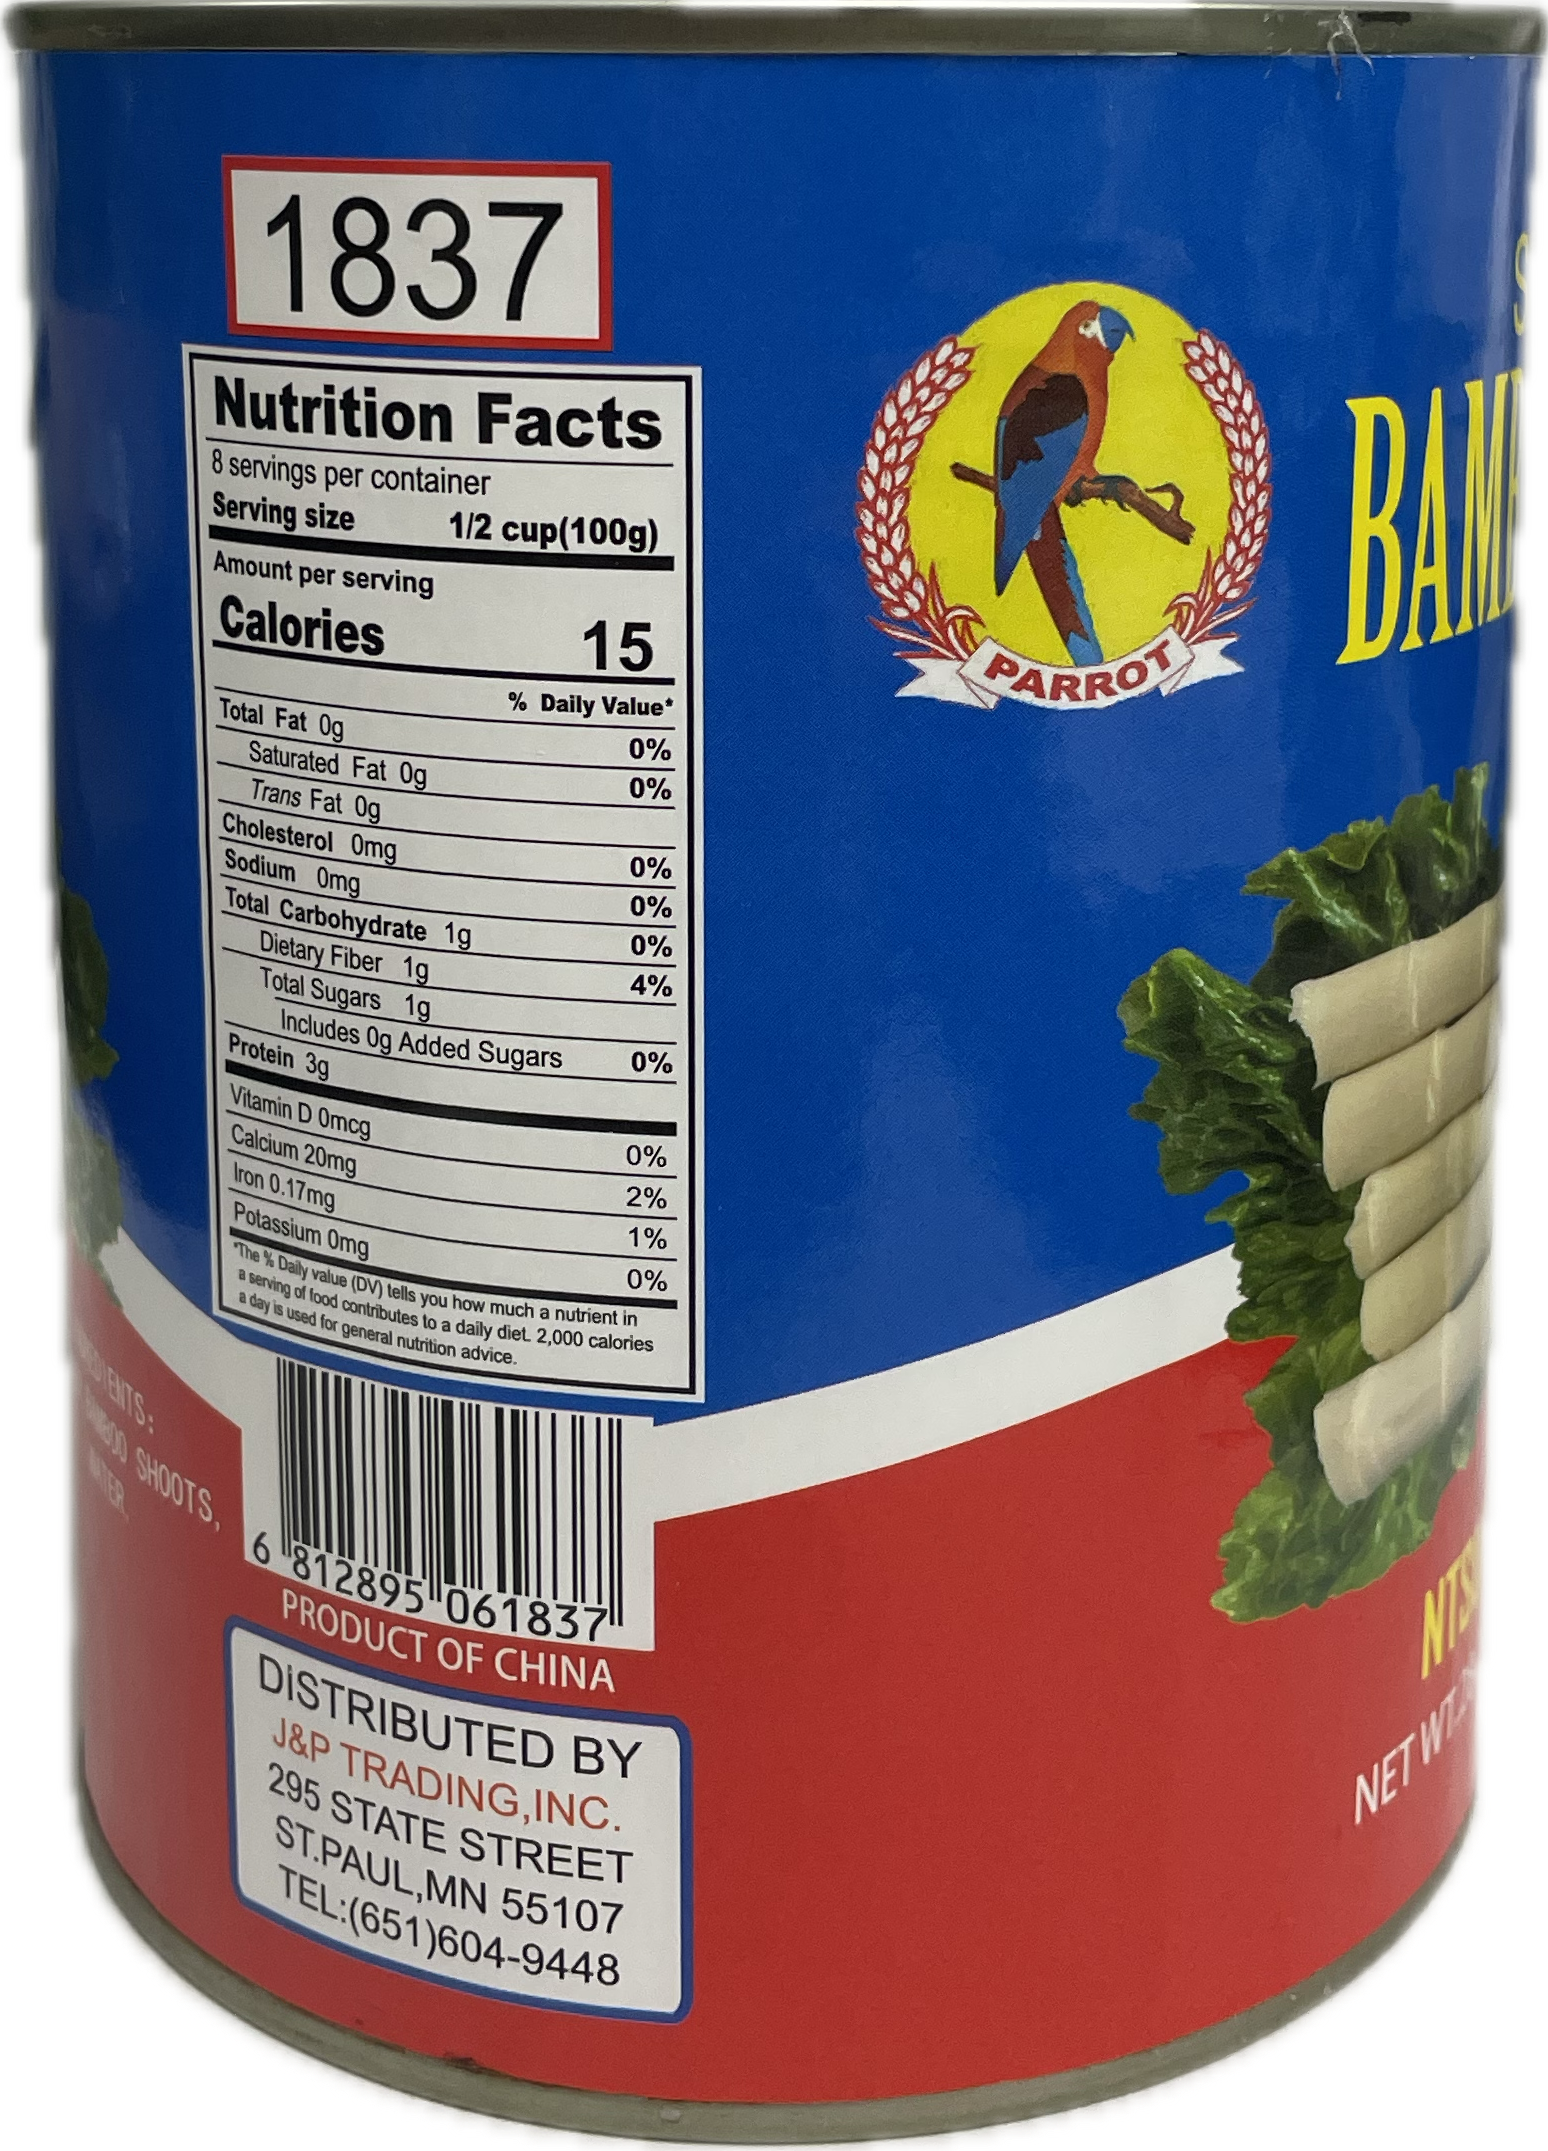 1837
Nutrition Facts
8 servings per container
Serving size 1/2 cup(100g)
Amount per serving
Calories 15
% Daily Value*
Total Fat 0g 0%
Saturated Fat 0g 0%
Trans Fat 0g
Cholesterol 0mg 0%
Sodium 0mg 0%
Total Carbohydrate 1g 0%
Dietary Fiber 1g 4%
Total Sugars 1g
Includes 0g Added Sugars 0%
Protein 3g
Vitamin D 0mcg 0%
Calcium 20mg 2%
Iron 0.17mg 1%
Potassium 0mg 0%
*The % Daily value (DV) tells you how much a nutrient in
a serving of food contributes to a daily diet. 2,000 calories
a day is used for general nutrition advice.
6 812895 061837
PRODUCT OF CHINA
DISTRIBUTED BY
J&P TRADING,INC.
295 STATE STREET
ST.PAUL,MN 55107
TEL:(651)604-9448
PARROT
SHOOTS,
NET WT.